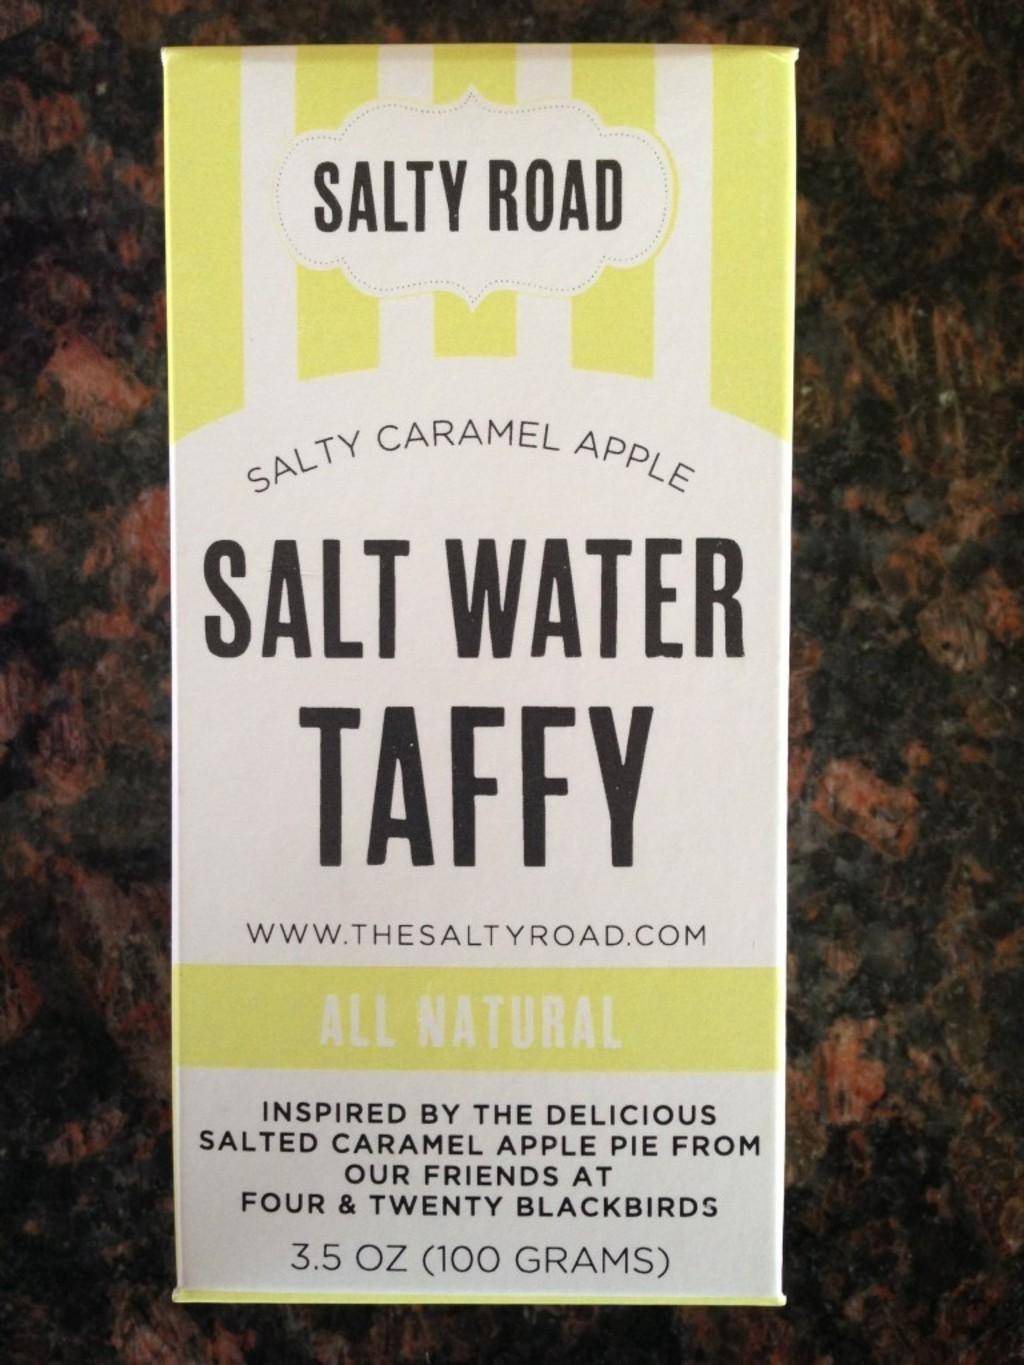 SALTY ROAD
SALTY CARAMEL APPLE
SALT WATER
TAFFY
WWW.THESALTYROAD.COM
ALL NATURAL
INSPIRED BY THE DELICIOUS
SALTED CARAMEL APPLE PIE FROM
OUR FRIENDS AT
FOUR & TWENTY BLACKBIRDS
3.5 OZ (100 GRAMS)